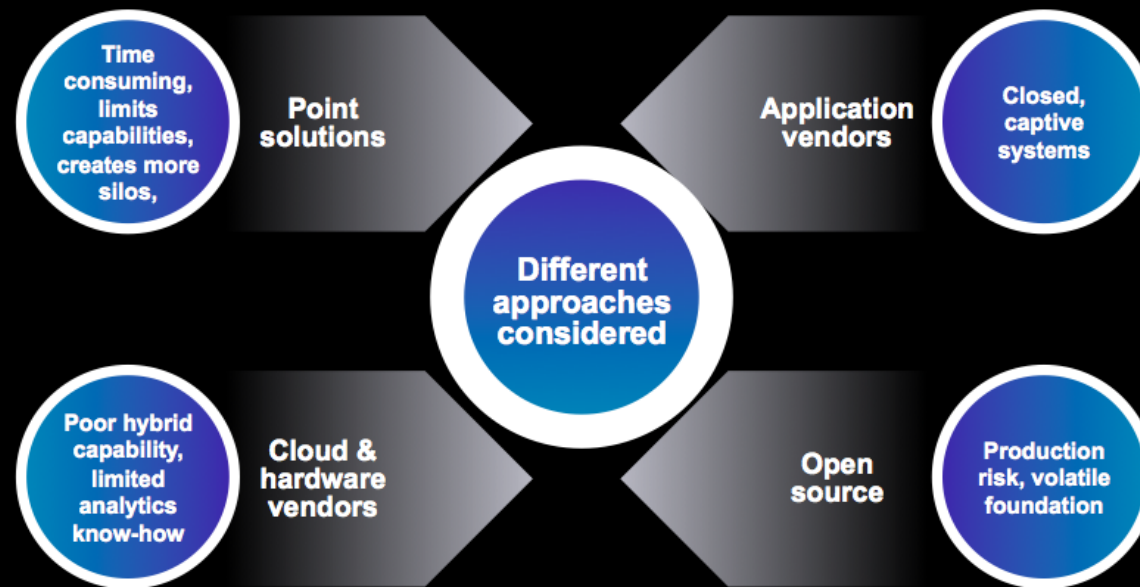 Time
consuming,
limits
capabilities,
creates more
silos,
Point
solutions
Application
vendors
Closed,
captive
systems
Different
approaches
considered
Poor hybrid
capability,
limited
analytics
know-how
Cloud &
hardware
vendors
Open
source
Production
risk, volatile
foundation